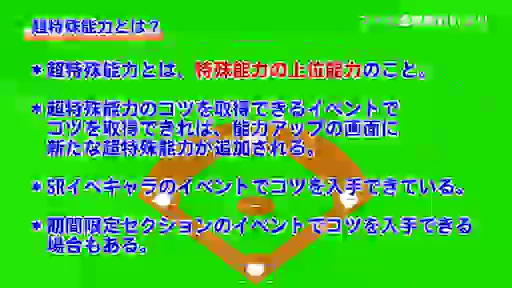 超特殊能力とは?
*超特殊能力とは、特殊能力の上位能力のこと。
*超特殊能力のコツを取得できるイベントで
コツを取得できれば、能力アップの画面に
新たな超特殊能力が追加される。
*SRイベキャラのイベントでコツを入手できている。
*期間限定セクションのイベントでコツを入手できる
場合もある。